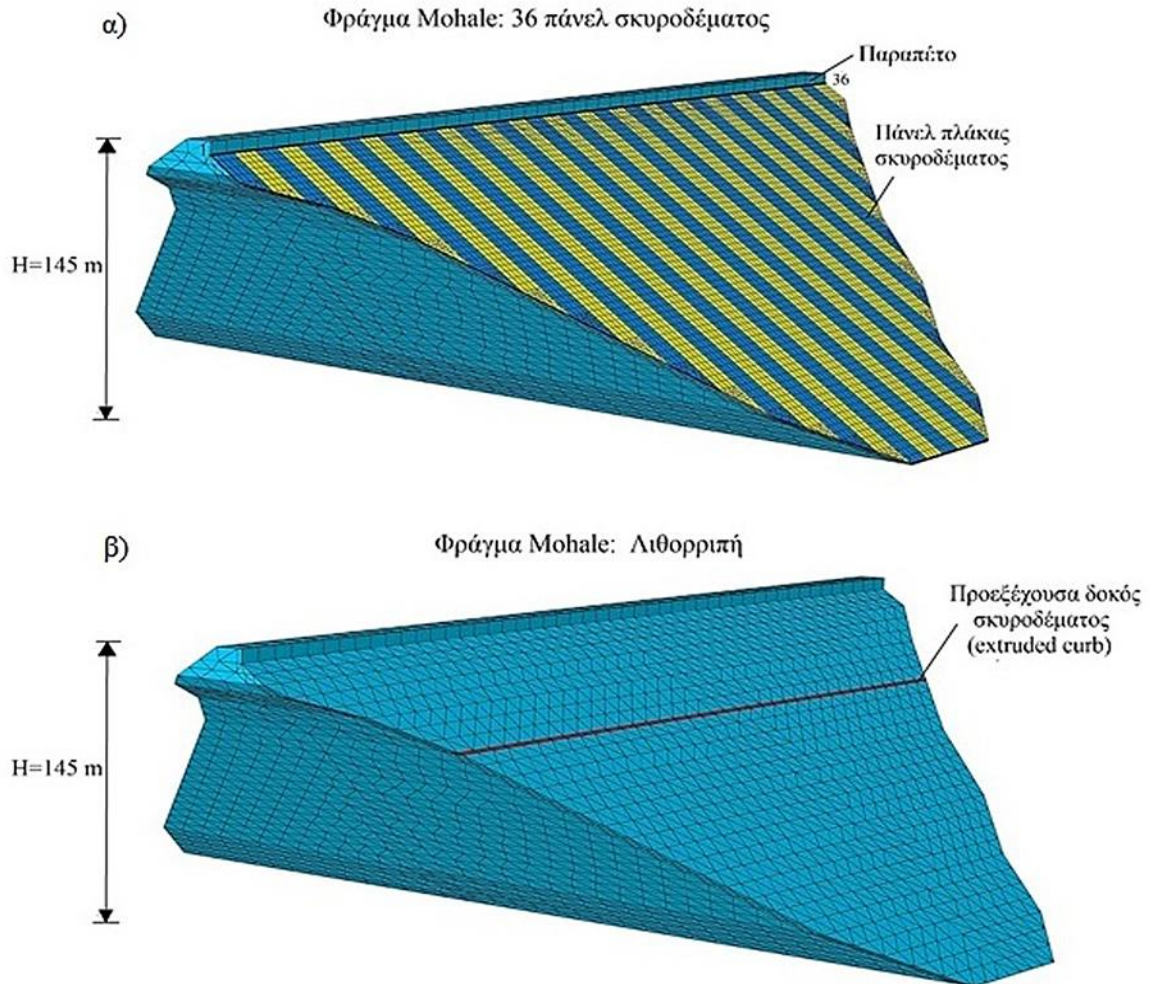 α)
Φράγμα Mohale: 36 πάνελ σκυροδέματος
Παραπέτο
36
1
Πάνελ πλάκας
σκυροδέματος
H=145 m
β)
Φράγμα Mohale: Λιθορριπή
Προεξέχουσα δοκός
σκυροδέματος
(extruded curb)
H=145 m